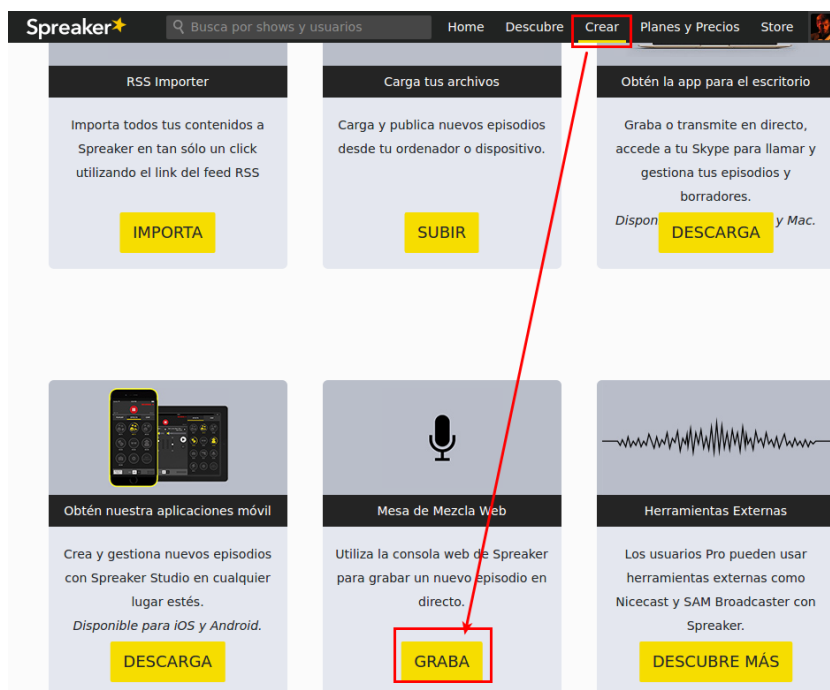 Spreaker
Busca por shows y usuarios
Home Descubre Crear Planes y Precios Store
RSS Importer
Importa todos tus contenidos a
Spreaker en tan sólo un click
utilizando el link del feed RSS
IMPORTA
Carga tus archivos
Carga y publica nuevos episodios
desde tu ordenador o dispositivo.
SUBIR
Obtén la app para el escritorio
Graba o transmite en directo,
accede a tu Skype para llamar y
gestiona tus episodios y
borradores.
y Mac.
DESCARGA
Obtén nuestra aplicaciones móvil
Crea y gestiona nuevos episodios
con Spreaker Studio en cualquier
lugar estés.
Disponible para iOS y Android.
DESCARGA
Mesa de Mezcla Web
Utiliza la consola web de Spreaker
para grabar un nuevo episodio en
directo.
GRABA
Herramientas Externas
Los usuarios Pro pueden usar
herramientas externas como
Nicecast y SAM Broadcaster con
Spreaker.
DESCUBRE MÁS